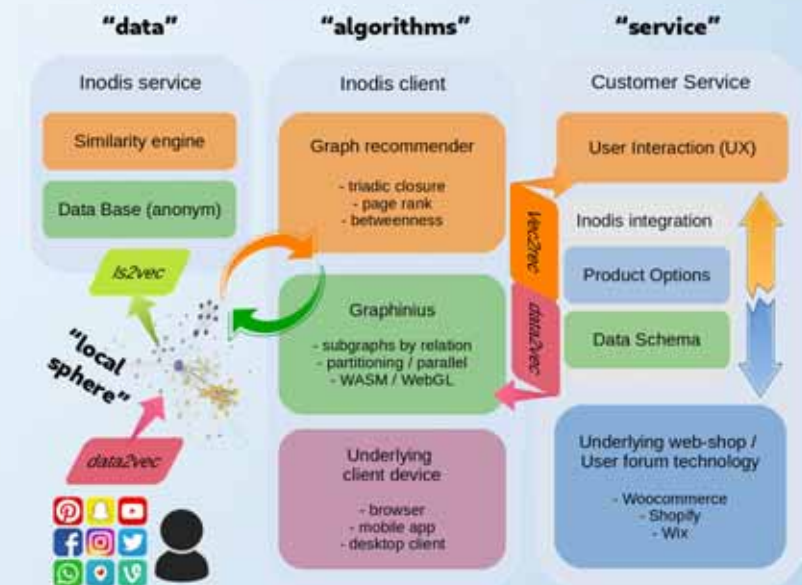 “data”
“algorithms”
“service”
Inodis service
Similarity engine
Data Base (anonym)
ls2vec
“local
sphere”
data2vec
Inodis client
Graph recommender
- triadic closure
- page rank
- betweenness
Graphinius
- subgraphs by relation
- partitioning / parallel
- WASM / WebGL
Underlying
client device
- browser
- mobile app
- desktop client
Vec2rec
data2vec
Customer Service
User Interaction (UX)
Inodis integration
Product Options
Data Schema
Underlying web-shop /
User forum technology
- Woocommerce
- Shopify
- Wix